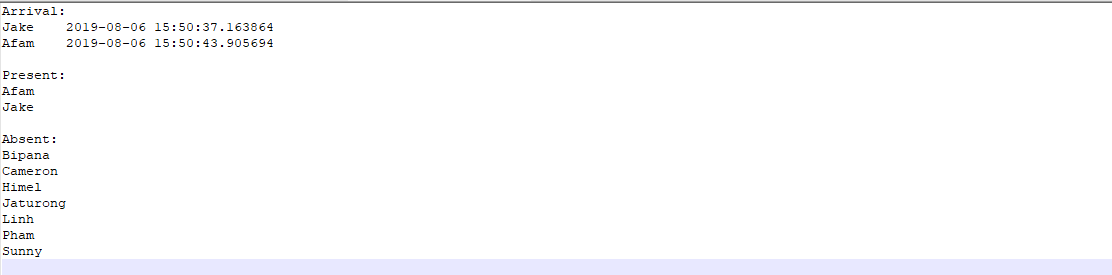 Arrival:
Jake    2019-08-06 15:50:37.163864
Afam    2019-08-06 15:50:43.905694

Present:
Afam
Jake

Absent:
Bipana
Cameron
Himel
Jaturong
Linh
Pham
Sunny